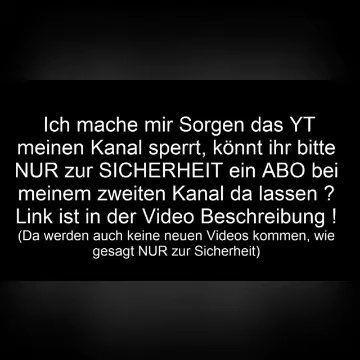 Ich mache mir Sorgen das YT
meinen Kanal sperrt, könnt ihr bitte
NUR zur SICHERHEIT ein ABO bei
meinem zweiten Kanal da lassen ?
Link ist in der Video Beschreibung !
(Da werden auch keine neuen Videos kommen, wie
gesagt NUR zur Sicherheit)